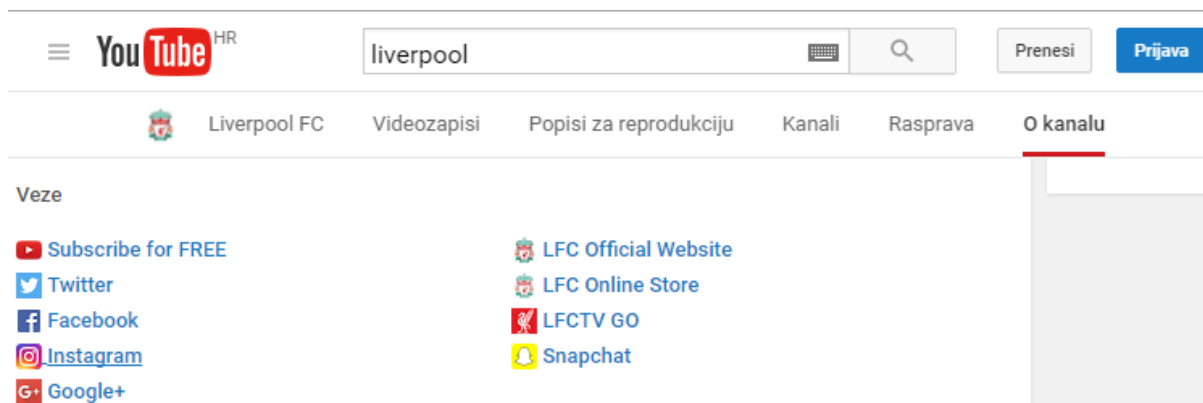 YouTube HR
liverpool
Prenesi
Prijava
Liverpool FC
Videozapisi
Popisi za reprodukciju
Kanali
Rasprava
O kanalu
Veze
Subscribe for FREE
Twitter
Facebook
Instagram
Google+
LFC Official Website
LFC Online Store
LFCTV GO
Snapchat